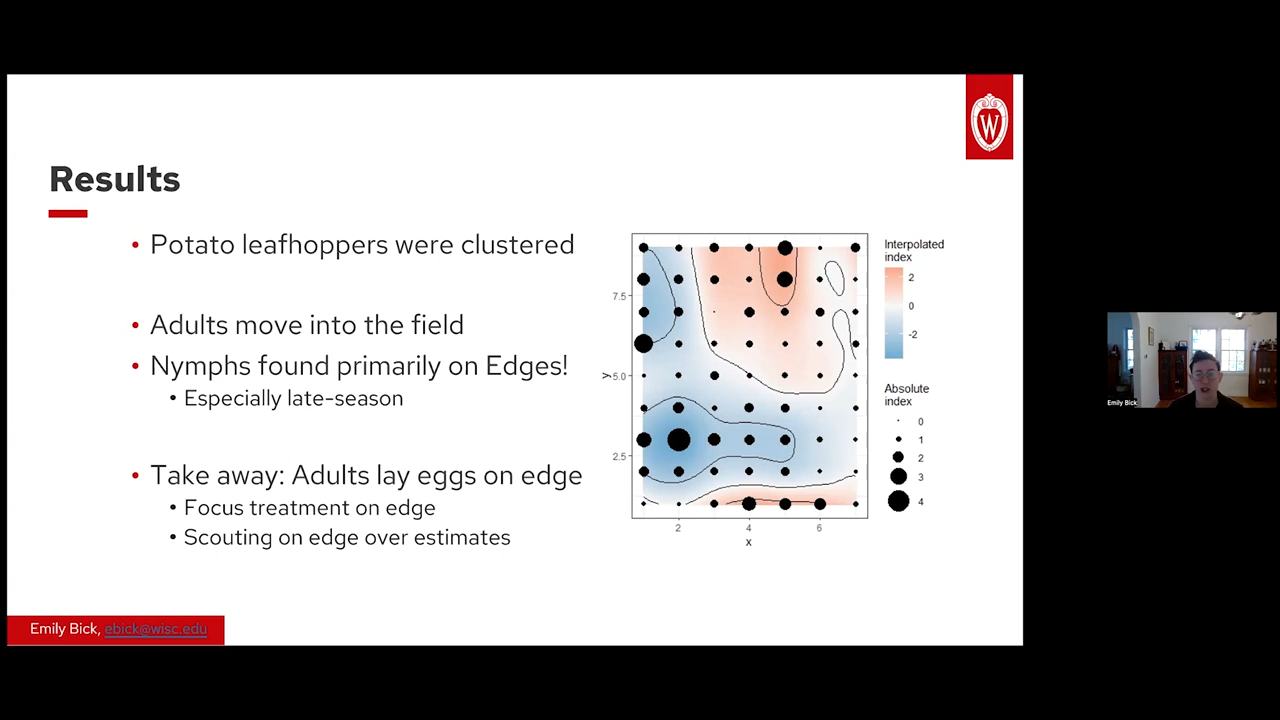 W
Results
• Potato leafhoppers were clustered
• Adults move into the field
• Nymphs found primarily on Edges!
• Especially late-season
• Take away: Adults lay eggs on edge
• Focus treatment on edge
• Scouting on edge over estimates
7.5
5.0
2.5
y
2 4 6
x
Interpolated
index
2
0
-2
Absolute
index
0
1
2
3
4
Emily Bick
Emily Bick, ebick@wisc.edu